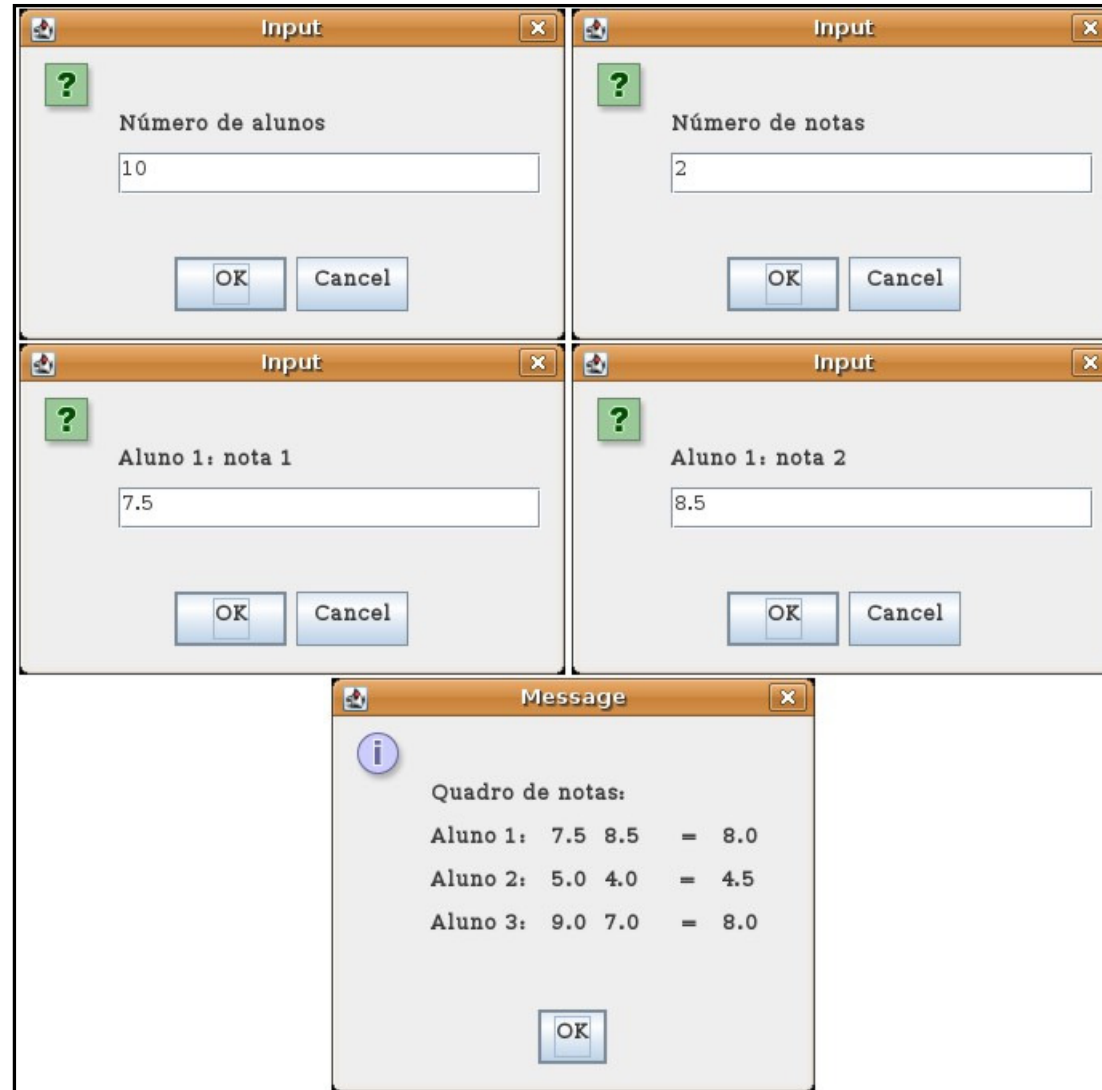 Input
Número de alunos
10
OK Cancel
Input
Número de notas
2
OK Cancel
Input
Aluno 1: nota 1
7.5
OK Cancel
Input
Aluno 1: nota 2
8.5
OK Cancel
Message
Quadro de notas:
Aluno 1: 7.5 8.5 = 8.0
Aluno 2: 5.0 4.0 = 4.5
Aluno 3: 9.0 7.0 = 8.0
OK